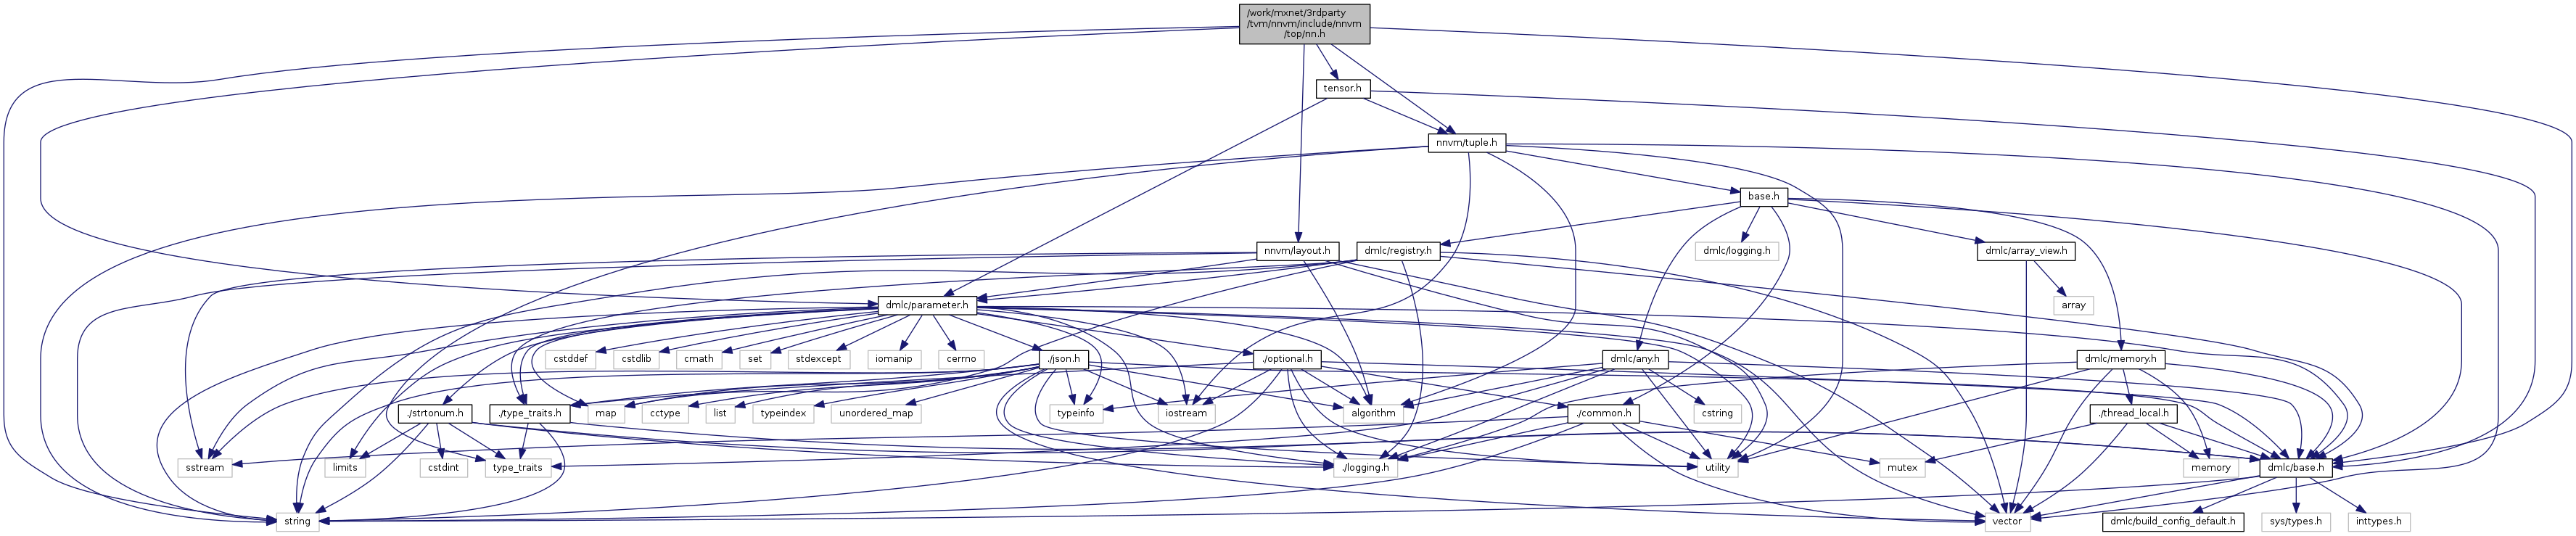 /work/mxnet/3rdparty
/tvm/nnvm/include/nnvm
/top/nn.h
tensor.h
nnvm/tuple.h
base.h
nnvm/layout.h
dmlc/registry.h
dmlc/logging.h
dmlc/array_view.h
dmlc/parameter.h
array
cstddef
cstdlib
cmath
set
stdexcept
iomanip
cerrno
./json.h
./optional.h
dmlc/any.h
dmlc/memory.h
./strtonum.h
./type_traits.h
map
cctype
list
typeindex
unordered_map
typeinfo
iostream
algorithm
./common.h
cstring
./thread_local.h
sstream
limits
cstdint
type_traits
./logging.h
utility
mutex
memory
dmlc/base.h
string
vector
dmlc/build_config_default.h
sys/types.h
inttypes.h